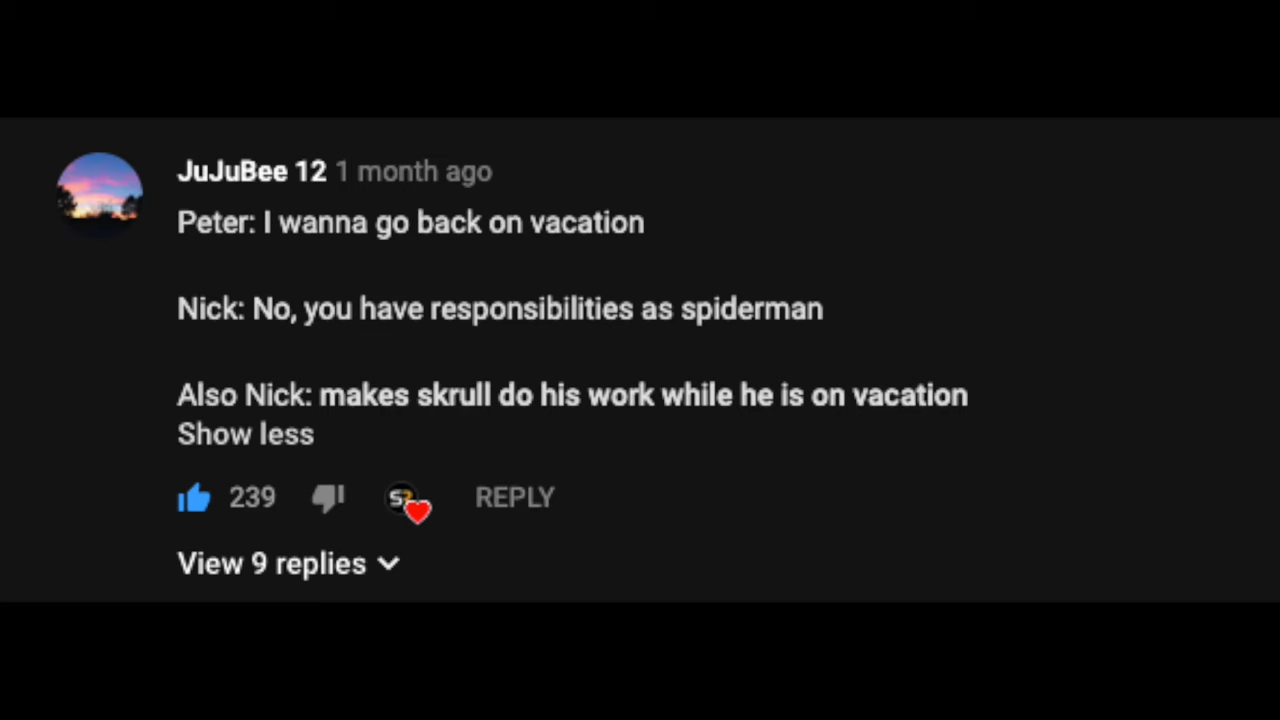 JuJuBee 12 1 month ago
Peter: I wanna go back on vacation
Nick: No, you have responsibilities as spiderman
Also Nick: makes skrull do his work while he is on vacation
Show less
239 REPLY
View 9 replies